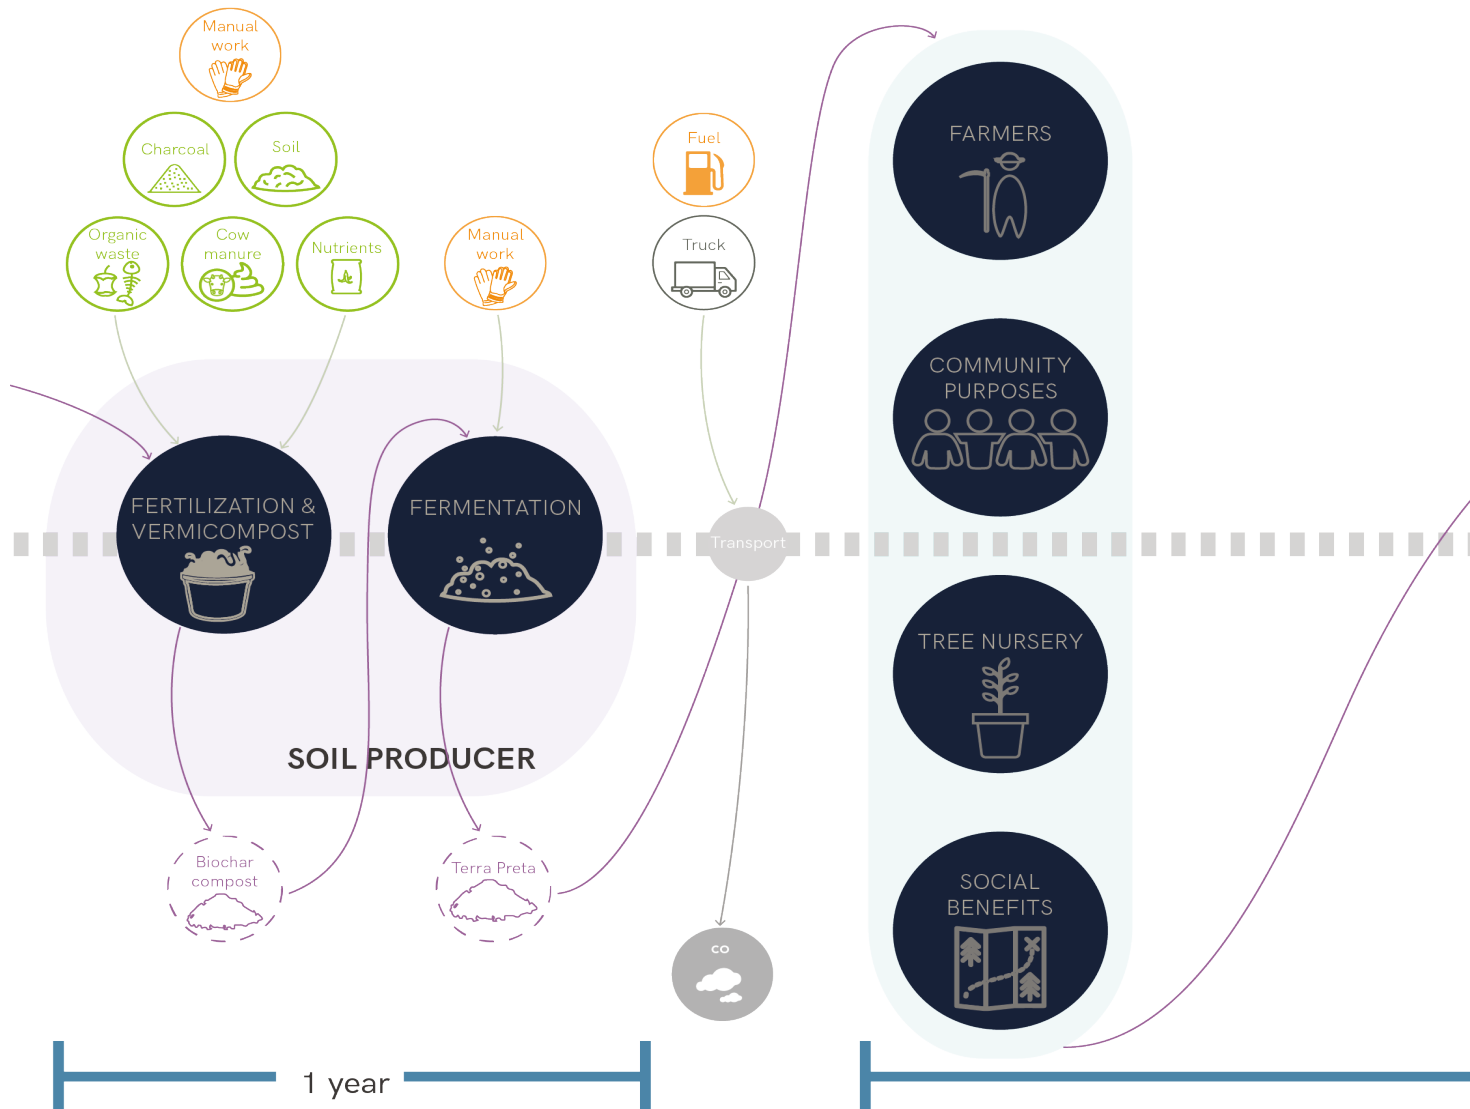 Manual
work
Charcoal
Soil
Organic
waste
Cow
manure
Nutrients
Manual
work
Fuel
Truck
FARMERS
COMMUNITY
PURPOSES
FERTILIZATION &
VERMICOMPOST
FERMENTATION
Transport
TREE NURSERY
SOIL PRODUCER
Biochar
compost
Terra Preta
SOCIAL
BENEFITS
CO
1 year